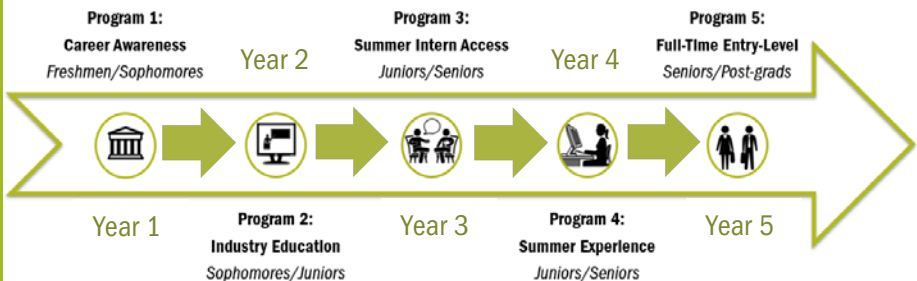 Program 1:
Career Awareness
Freshmen/Sophomores
Year 2
Program 3:
Summer Intern Access
Juniors/Seniors
Year 4
Program 5:
Full-Time Entry-Level
Seniors/Post-grads
Year 1
Program 2:
Industry Education
Sophomores/Juniors
Year 3
Program 4:
Summer Experience
Juniors/Seniors
Year 5